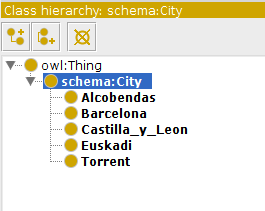 Class hierarchy: schema:City
owl:Thing
schema:City
Alcobendas
Barcelona
Castilla_y_Leon
Euskadi
Torrent